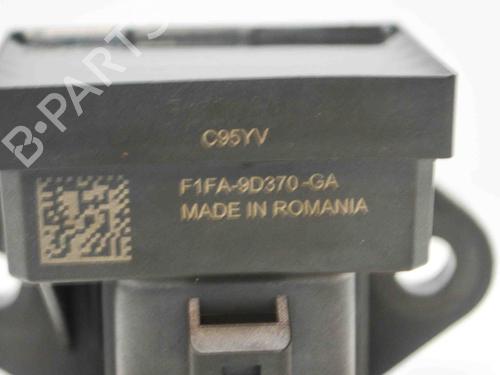 B-PARTS
C95YV
F1FA-9D370-GA
MADE IN ROMANIA